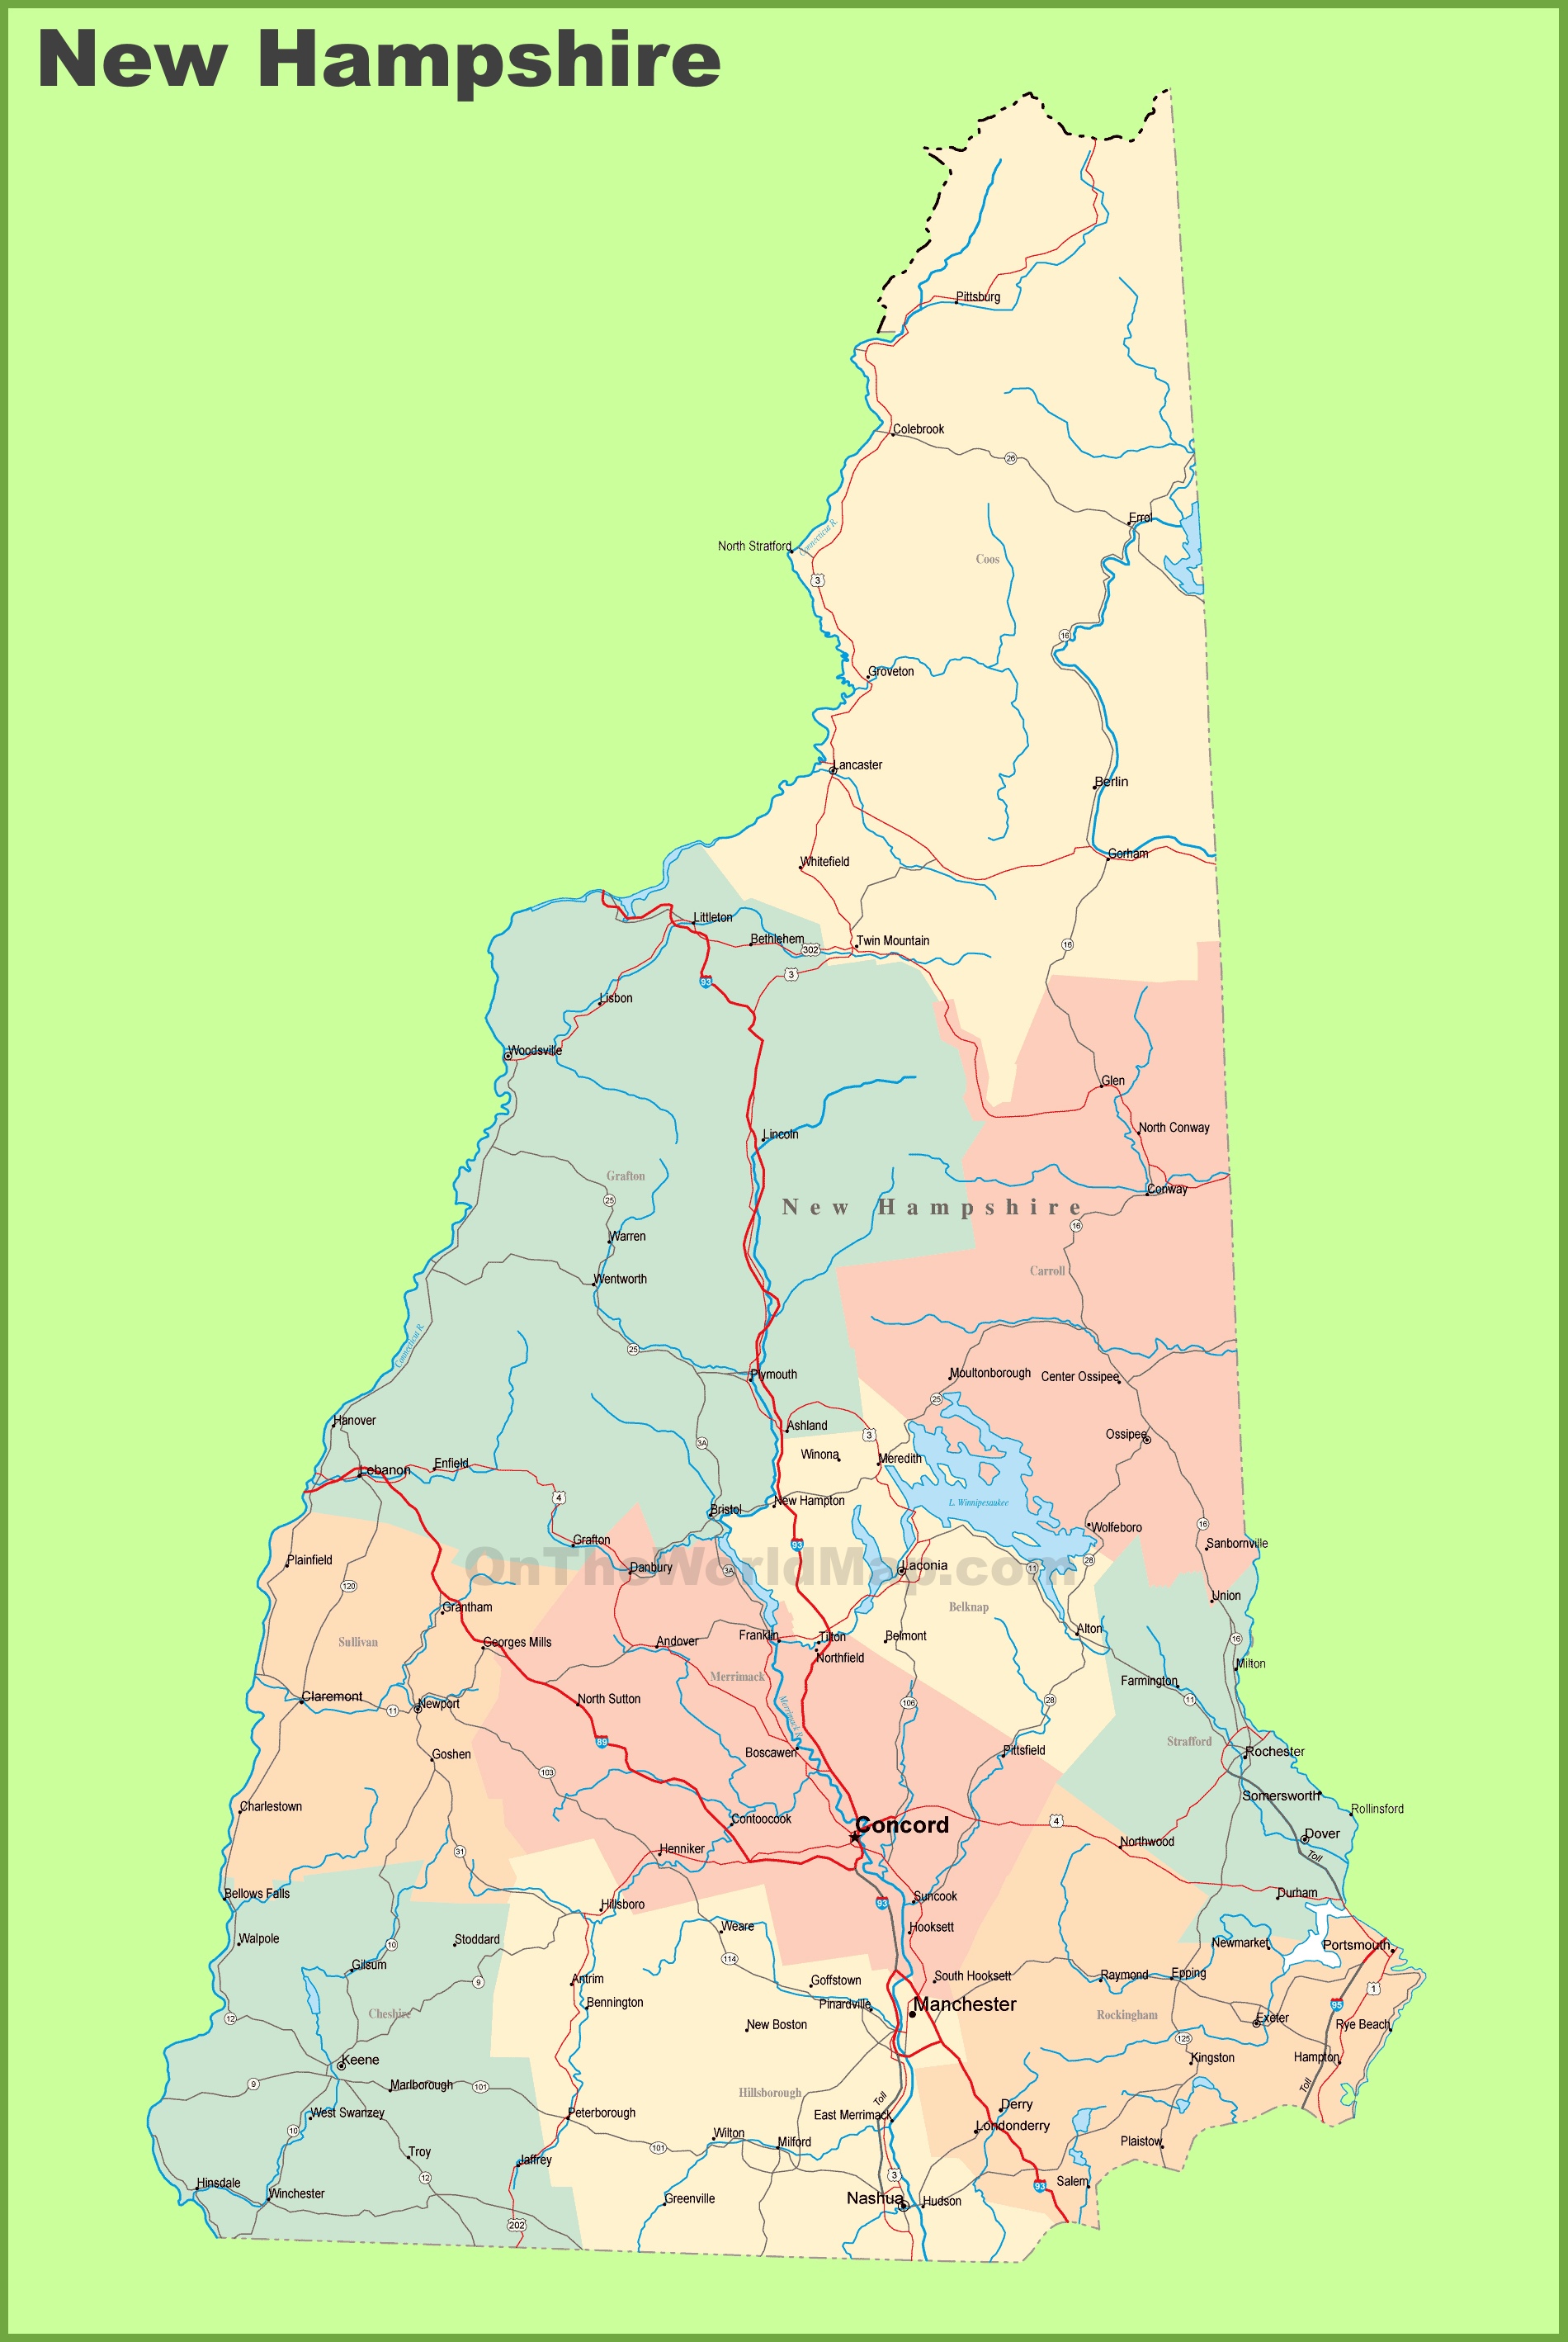 New Hampshire
Pittsburg
Colebrook
26
Errol
Connecticut R.
North Stratford
Coos
3
16
Groveton
Lancaster
Berlin
Gorham
Whitefield
Littleton
Bethlehem
302
Twin Mountain
16
3
93
Lisbon
Woodsville
Glen
North Conway
Lincoln
Grafton
Conway
25
New Hampshire
16
Warren
Carroll
Wentworth
Connecticut R.
25
Plymouth
Moultonborough
Center Ossipee
25
Hanover
Ashland
3
Ossipee
3A
Winona
Meredith
Lebanon
Enfield
4
New Hampton
L. Winnipesaukee
Bristol
Wolfeboro
16
Grafton
93
Sanbornville
Plainfield
OnTheWorldMap.com
Danbury
3A
Laconia
11
28
120
Union
Grantham
Belknap
Sullivan
Georges Mills
Andover
Franklin
Tilton
Belmont
Alton
16
Northfield
Milton
Merrimack
Farmington
Claremont
Newport
11
North Sutton
Merrimack R.
106
28
11
89
Strafford
Goshen
Boscawen
Pittsfield
Rochester
103
Somersworth
Charlestown
Contoocook
Concord
4
Rollinsford
Northwood
Dover
31
Henniker
Toll
Bellows Falls
Hillsboro
93
Suncook
Durham
Walpole
Stoddard
10
Weare
Hooksett
Newmarket
Portsmouth
Gilsum
9
114
Antrim
Goffstown
South Hooksett
Raymond
Epping
1
Bennington
Pinardville
Manchester
95
12
Cheshire
New Boston
Rockingham
Exeter
Rye Beach
125
Keene
Kingston
Hampton
9
Marlborough
101
Hillsborough
Toll
Toll
West Swanzey
Peterborough
East Merrimack
Derry
Londonderry
10
101
Wilton
Milford
Plaistow
Troy
Jaffrey
12
3
93
Salem
Hinsdale
Winchester
Greenville
Nashua
Hudson
202